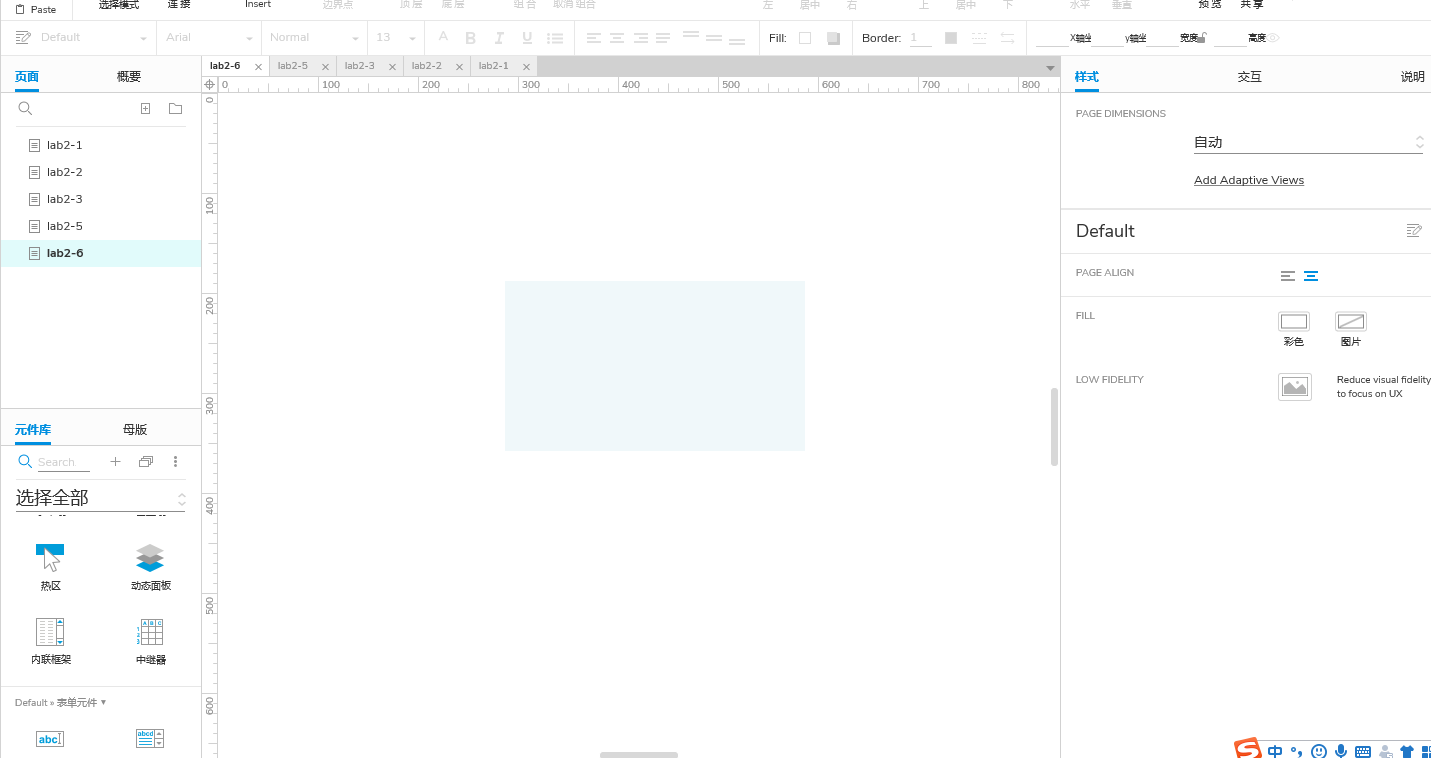 Paste
选择模式
连接
Insert
边界点
顶层
底层
组合
取消组合
左
居中
右
上
居中
下
水平
垂直
预览
共享
Default
Arial
Normal
13
A B I U
Fill:
Border: 1
X轴坐
y轴坐
宽度
高度
页面
概要
lab2-6
lab2-5
lab2-3
lab2-2
lab2-1
样式
交互
说明
0 100 200 300 400 500 600 700 800
0
100
200
300
400
500
600
lab2-1
lab2-2
lab2-3
lab2-5
lab2-6
元件库
母版
Search
选择全部
热区
动态面板
A B C
1
2
3
内联框架
中继器
Default » 表单元件 ▾
abc
abcd
PAGE DIMENSIONS
自动
Add Adaptive Views
Default
PAGE ALIGN
FILL
彩色
图片
LOW FIDELITY
Reduce visual fidelity
to focus on UX
S 中